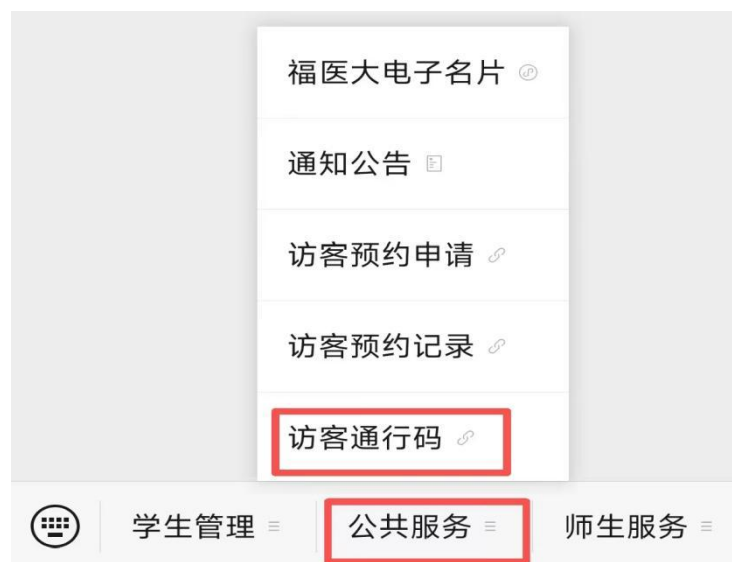 福医大电子名片
通知公告
访客预约申请
访客预约记录
访客通行码
学生管理 公共服务 师生服务